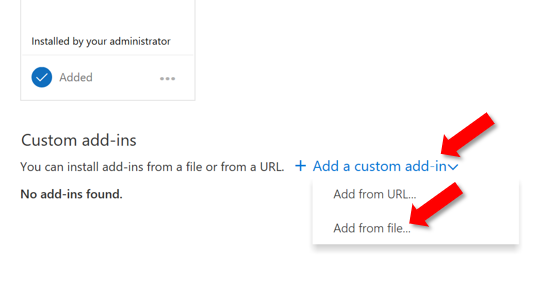 Installed by your administrator
Added
Custom add-ins
You can install add-ins from a file or from a URL. + Add a custom add-in
No add-ins found.
Add from URL...
Add from file...